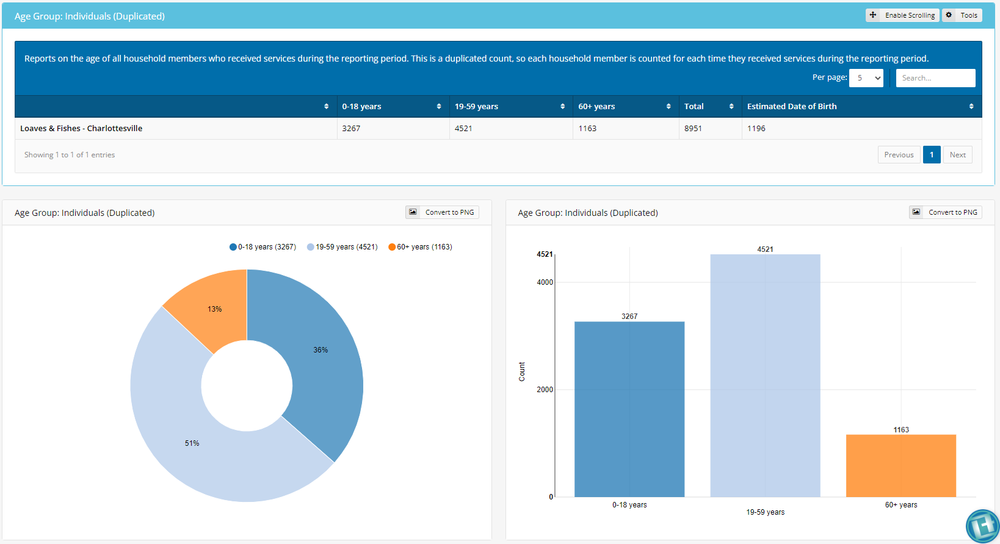 Age Group: Individuals (Duplicated)
Enable Scrolling
Tools
Reports on the age of all household members who received services during the reporting period. This is a duplicated count, so each household member is counted for each time they received services during the reporting period.
Per page: 5 Search...
0-18 years 19-59 years 60+ years Total Estimated Date of Birth
Loaves & Fishes - Charlottesville 3267 4521 1163 8951 1196
Showing 1 to 1 of 1 entries
Previous 1 Next
Age Group: Individuals (Duplicated)
Convert to PNG
0-18 years (3267) 19-59 years (4521) 60+ years (1163)
13%
36%
51%
Age Group: Individuals (Duplicated)
Convert to PNG
4521
4521
4000
3267
Count
2000
1163
0
0-18 years
19-59 years
60+ years